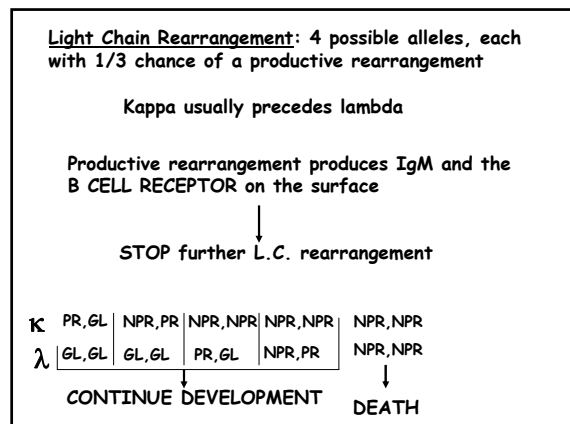 Light Chain Rearrangement: 4 possible alleles, each
with 1/3 chance of a productive rearrangement
Kappa usually precedes lambda
Productive rearrangement produces IgM and the
B CELL RECEPTOR on the surface
STOP further L.C. rearrangement
κ PR,GL NPR,PR NPR,NPR NPR,NPR NPR,NPR
λ GL,GL GL,GL PR,GL NPR,PR NPR,NPR
CONTINUE DEVELOPMENT DEATH